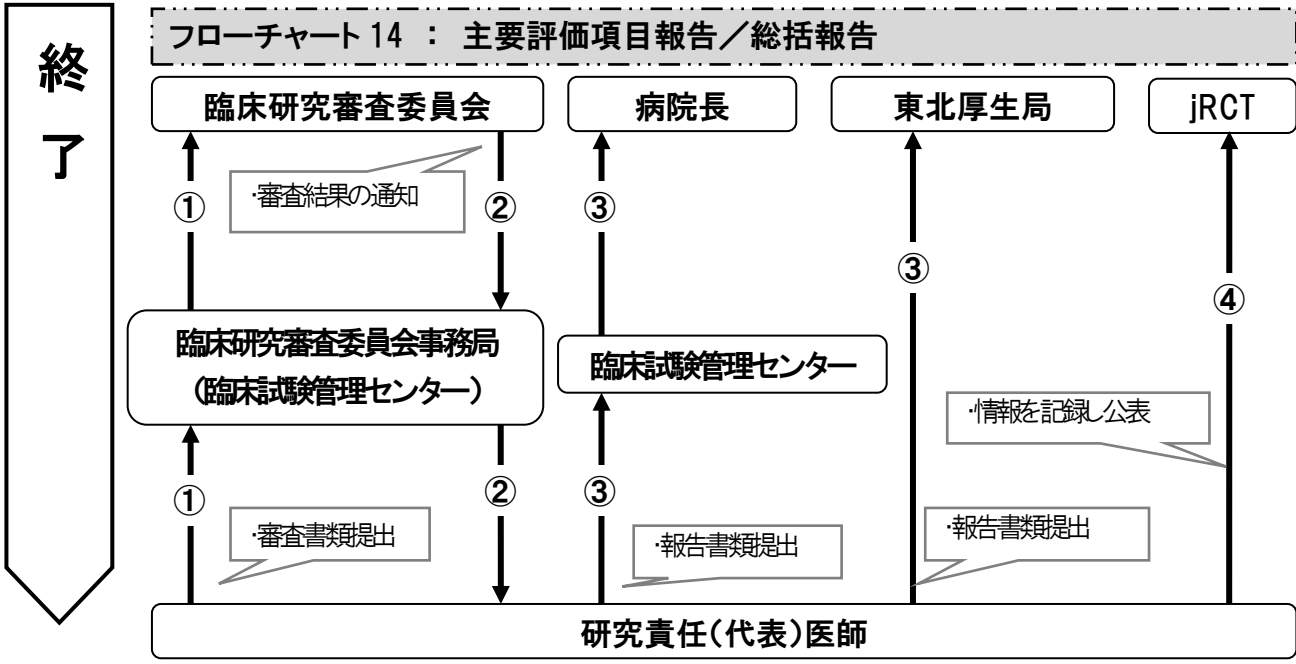 終
了
フローチャート 14 ： 主要評価項目報告／総括報告
臨床研究審査委員会
病院長
東北厚生局
jRCT
・審査結果の通知
①
②
③
③
④
臨床研究審査委員会事務局
（臨床試験管理センター）
臨床試験管理センター
・情報を記録し公表
①
②
③
・審査書類提出
・報告書類提出
・報告書類提出
研究責任（代表）医師